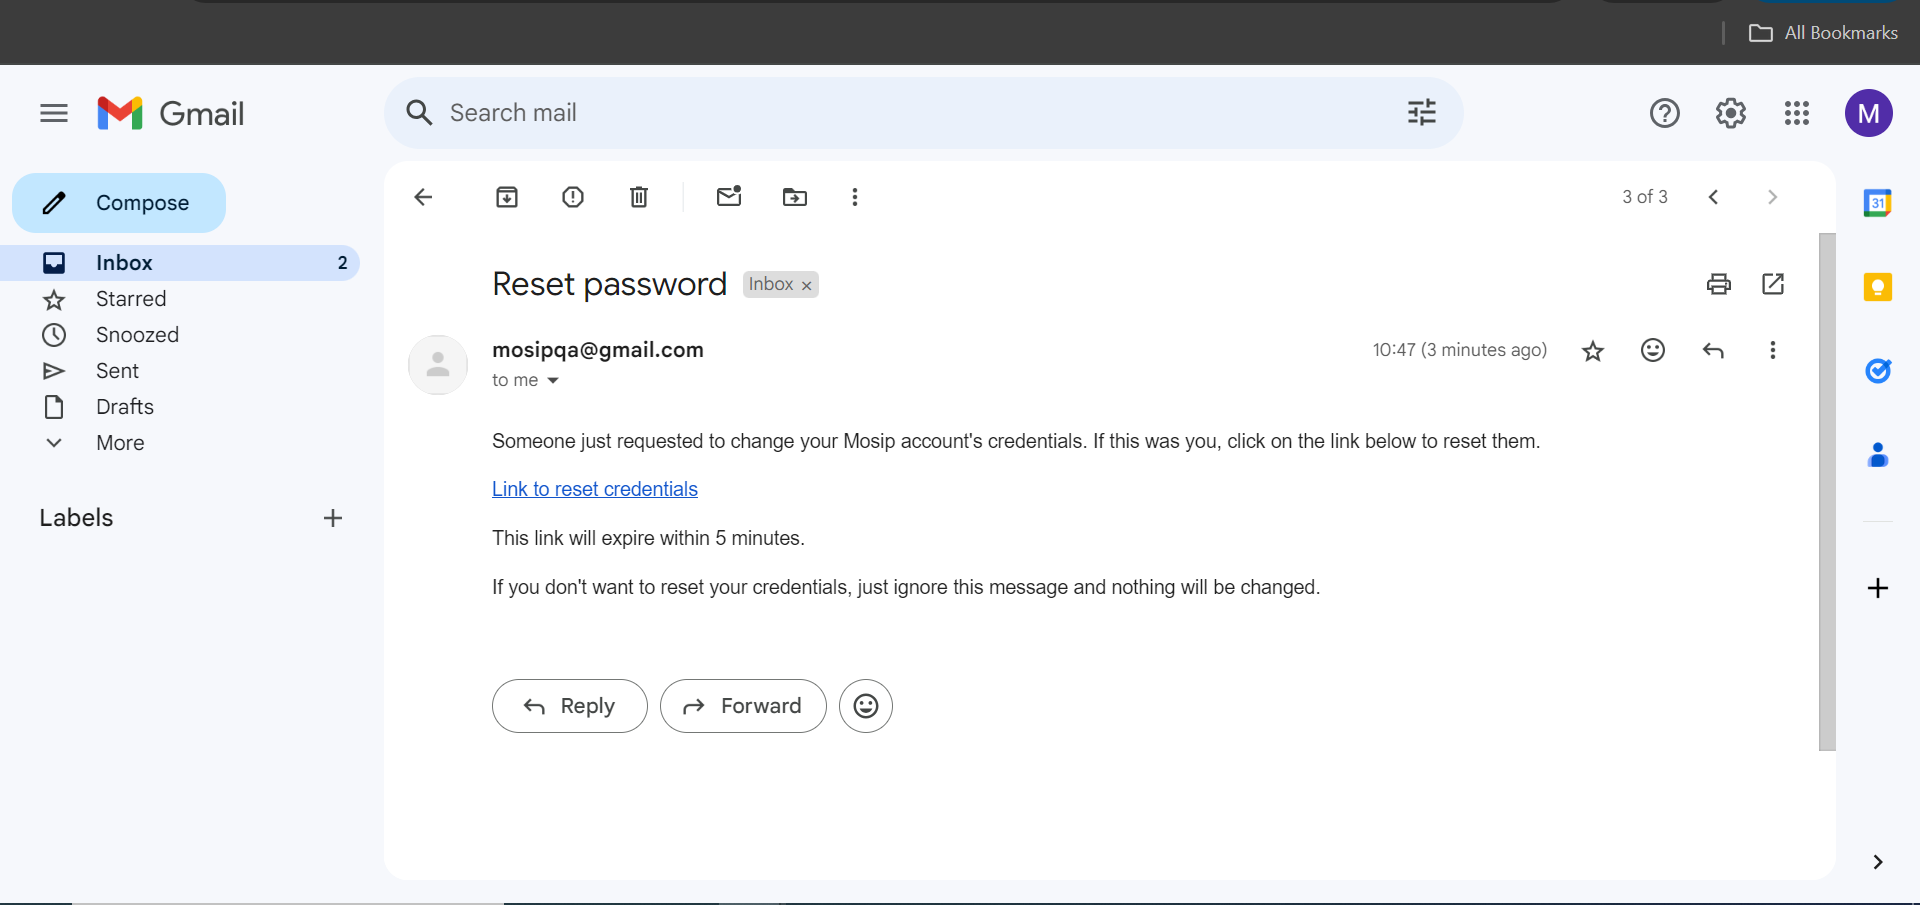 All Bookmarks
Gmail
Search mail
M
Compose
3 of 3
31
Inbox 2
Starred
Snoozed
Sent
Drafts
More
Labels
Reset password Inbox ×
mosipqa@gmail.com 10:47 (3 minutes ago)
to me
Someone just requested to change your Mosip account's credentials. If this was you, click on the link below to reset them.
Link to reset credentials
This link will expire within 5 minutes.
If you don't want to reset your credentials, just ignore this message and nothing will be changed.
Reply Forward